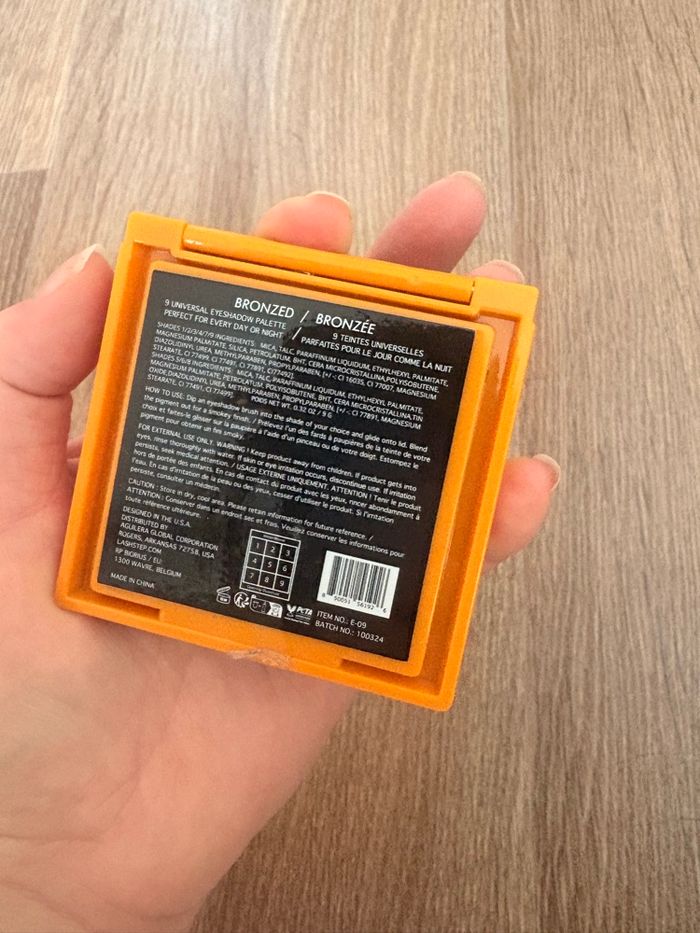 BRONZED / BRONZÉE
9 UNIVERSAL EYESHADOW PALETTE
PERFECT FOR EVERY DAY OR NIGHT /
9 TEINTES UNIVERSELLES
PARFAITES POUR LE JOUR COMME LA NUIT
SHADES 1/2/3/4/7/9 INGREDIENTS: MICA, TALC, PARAFFINUM LIQUIDUM, ETHYLHEXYL PALMITATE,
MAGNESIUM PALMITATE, SILICA, PETROLATUM, BHT, CERA MICROCRISTALLINA, POLYISOBUTENE,
DIAZOLIDINYL UREA, METHYLPARABEN, PROPYLPARABEN, [+/-: CI 16035, CI 77007, MAGNESIUM
STEARATE, CI 77499, CI 77491, CI 77891, CI77492]
SHADES 5/6/8 INGREDIENTS: MICA, TALC, PARAFFINUM LIQUIDUM, ETHYLHEXYL PALMITATE,
MAGNESIUM PALMITATE, PETROLATUM, POLYISOBUTENE, BHT, CERA MICROCRISTALLINA, TIN
OXIDE, DIAZOLIDINYL UREA, METHYLPARABEN, PROPYLPARABEN, [+/-: CI 77891, MAGNESIUM
STEARATE, CI 77491, CI 77499]
POIDS NET WT. 0.32 OZ / 9 G
HOW TO USE: Dip an eyeshadow brush into the shade of your choice and glide onto lid. Blend
the pigment out for a smokey finish. / Prélevez l'un des fards à paupières de la teinte de votre
choix et faites-le glisser sur la paupière à l'aide d'un pinceau ou de votre doigt. Estompez le
pigment pour obtenir un fini smoky.
FOR EXTERNAL USE ONLY. WARNING! Keep product away from children. If product gets into
eyes, rinse thoroughly with water. If skin or eye irritation occurs, discontinue use. If irritation
persists, seek medical attention. / USAGE EXTERNE UNIQUEMENT. ATTENTION ! Tenir le produit
hors de portée des enfants. En cas de contact du produit avec les yeux, rincer abondamment à
l'eau. En cas d'irritation de la peau ou des yeux, cessez d'utiliser le produit. Si l'irritation
persiste, consulter un médecin.
CAUTION: Store in dry, cool area. Please retain information for future reference. /
ATTENTION: Conserver dans un endroit sec et frais. Veuillez conserver les informations pour
toute référence ultérieure.
DESIGNED IN THE U.S.A.
DISTRIBUTED BY
AGUILERA GLOBAL CORPORATION
ROGERS, ARKANSAS 72758, USA
LASHSTEP.COM
RP BIORIUS / EU:
1300 WAVRE, BELGIUM
MADE IN CHINA
1 2 3
4 5 6
7 8 9
PETA
8 50051 56192 6
ITEM NO.: E-09
BATCH NO.: 100324